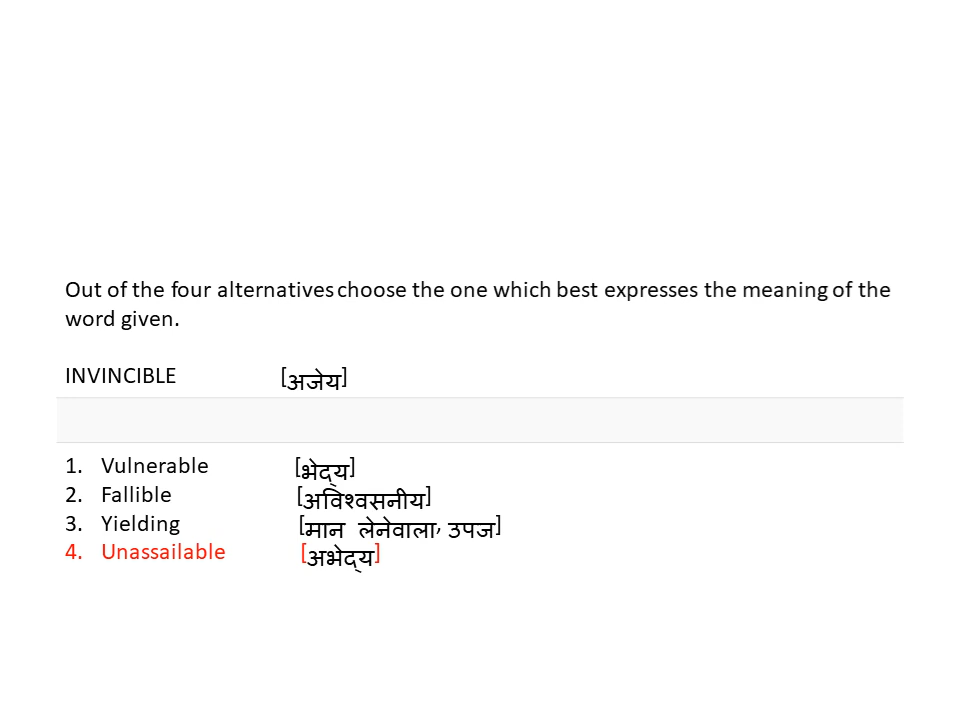 Out of the four alternatives choose the one which best expresses the meaning of the
word given.
INVINCIBLE [अजेय]
1. Vulnerable [भेद्य]
2. Fallible [अविश्वसनीय]
3. Yielding [मान लेनेवाला, उपज]
4. Unassailable [अभेद्य]